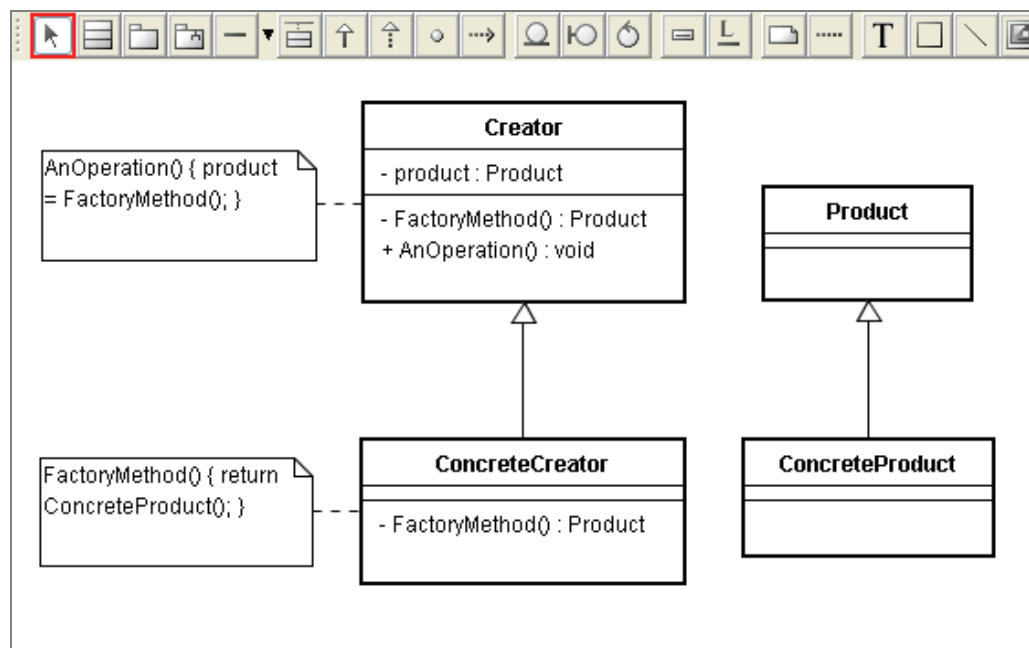 L
T
Creator
AnOperation() { product
= FactoryMethod(); }
- product : Product
- FactoryMethod() : Product
+ AnOperation() : void
Product
ConcreteCreator
ConcreteProduct
FactoryMethod() { return
ConcreteProduct(); }
- FactoryMethod() : Product